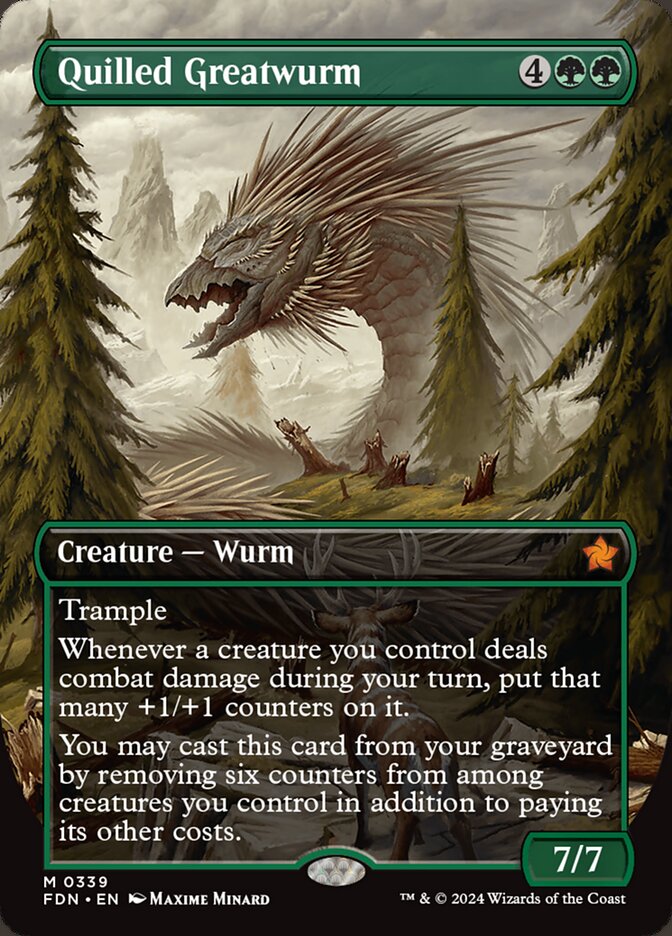 Quilled Greatwurm
4
Creature — Wurm
Trample
Whenever a creature you control deals
combat damage during your turn, put that
many +1/+1 counters on it.
You may cast this card from your graveyard
by removing six counters from among
creatures you control in addition to paying
its other costs.
7/7
M 0339
FDN • EN Maxime Minard
™ & © 2024 Wizards of the Coast